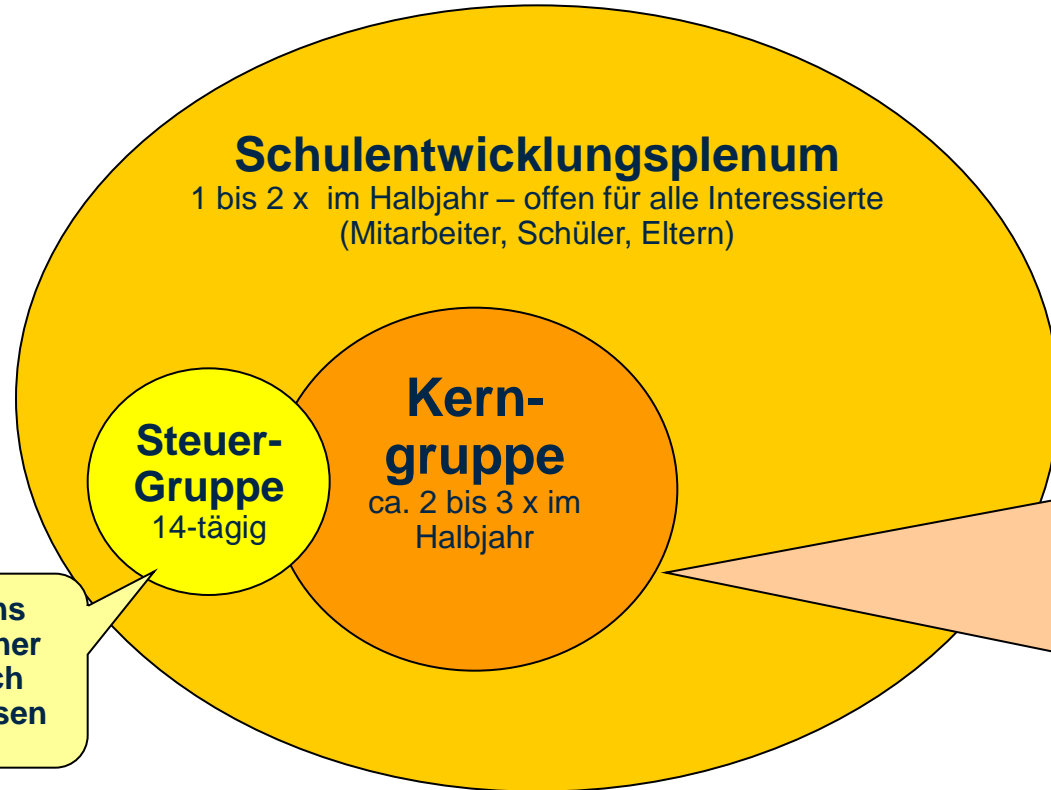 Schulentwicklungsplenum
1 bis 2 x im Halbjahr – offen für alle Interessierte
(Mitarbeiter, Schüler, Eltern)
Kern-
gruppe
ca. 2 bis 3 x im
Halbjahr
Steuer-
Gruppe
14-tägig